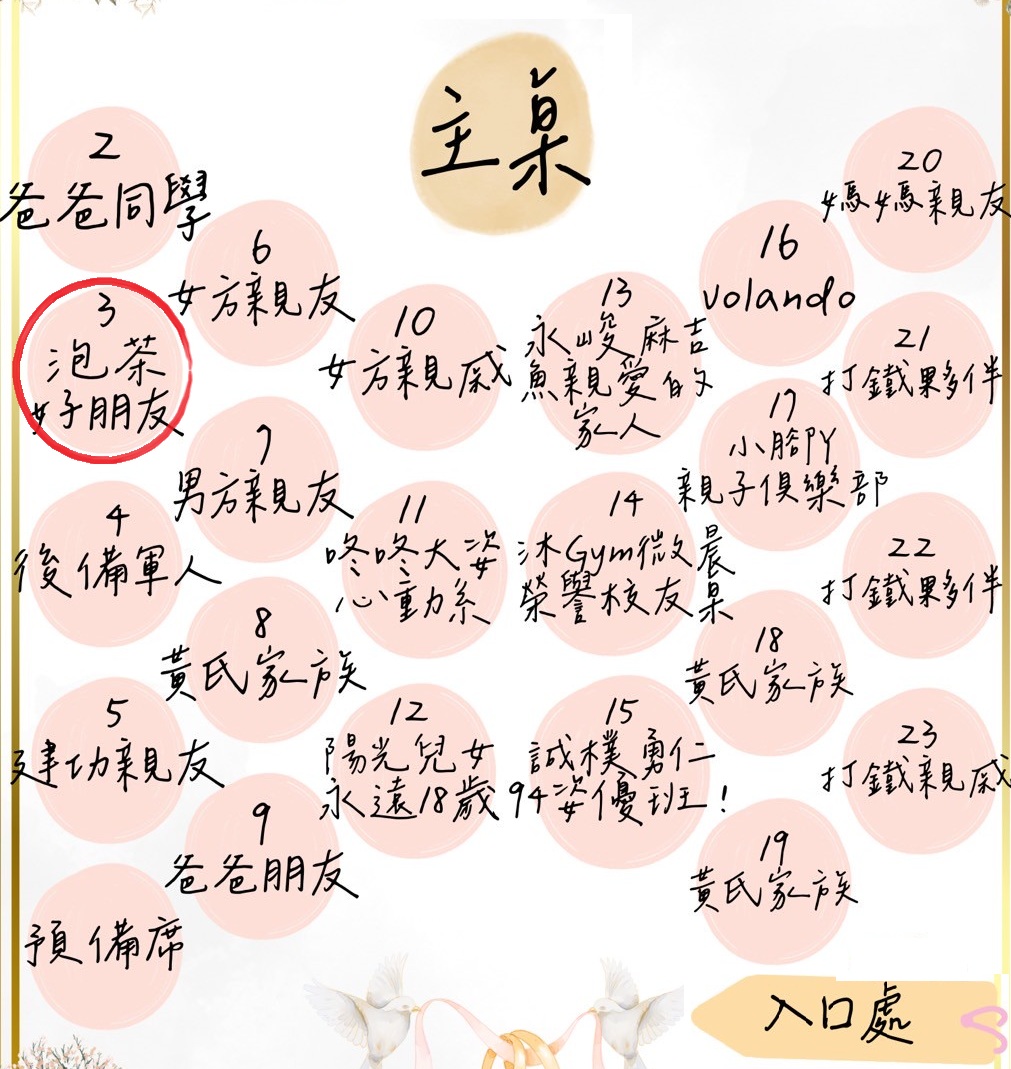 主桌
2
爸爸同學
3
泡茶
好朋友
4
後備軍人
5
建功親友
預備席
6
女方親友
7
男方親友
8
黃氏家族
9
爸爸朋友
10
女方親戚
11
咚咚大姿
心動系
12
陽光兒女
永遠18歲
13
永峻麻吉
魚親愛的
家人
14
沐Gym微晨
榮譽校友桌
15
誠樸勇仁
94姿優班！
16
volando
17
小腳丫
親子俱樂部
18
黃氏家族
19
黃氏家族
20
媽媽親友
21
打鐵夥伴
22
打鐵夥伴
23
打鐵親戚
入口處